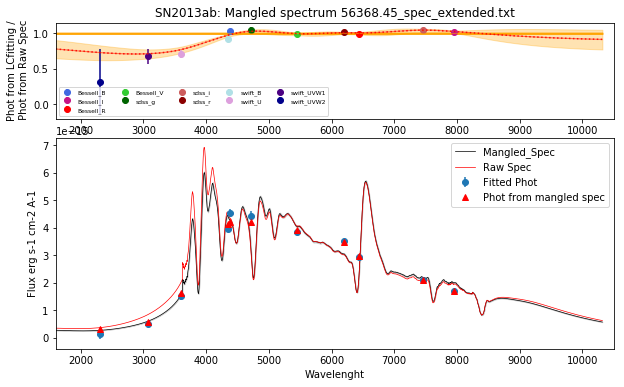 SN2013ab: Mangled spectrum 56368.45_spec_extended.txt
Phot from LCfitting /
Phot from Raw Spec
1.0
0.5
0.0
Bessell_B
Bessell_I
Bessell_R
Bessell_V
sdss_g
sdss_i
sdss_r
swift_B
swift_U
swift_UVW1
swift_UVW2
2000 3000 4000 5000 6000 7000 8000 9000 10000
Flux erg s-1 cm-2 A-1
7
6
5
4
3
2
1
0
Mangled_Spec
Raw Spec
Fitted Phot
Phot from mangled spec
2000 3000 4000 5000 6000 7000 8000 9000 10000
Wavelenght